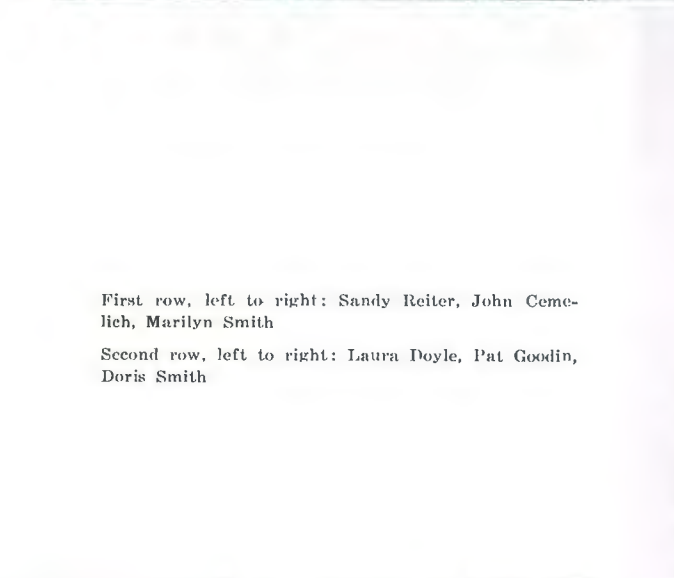 First row, left to right: Sandy Reiter, John Ceme-
lich, Marilyn Smith
Second row, left to right: Laura Doyle, Pat Goodin,
Doris Smith